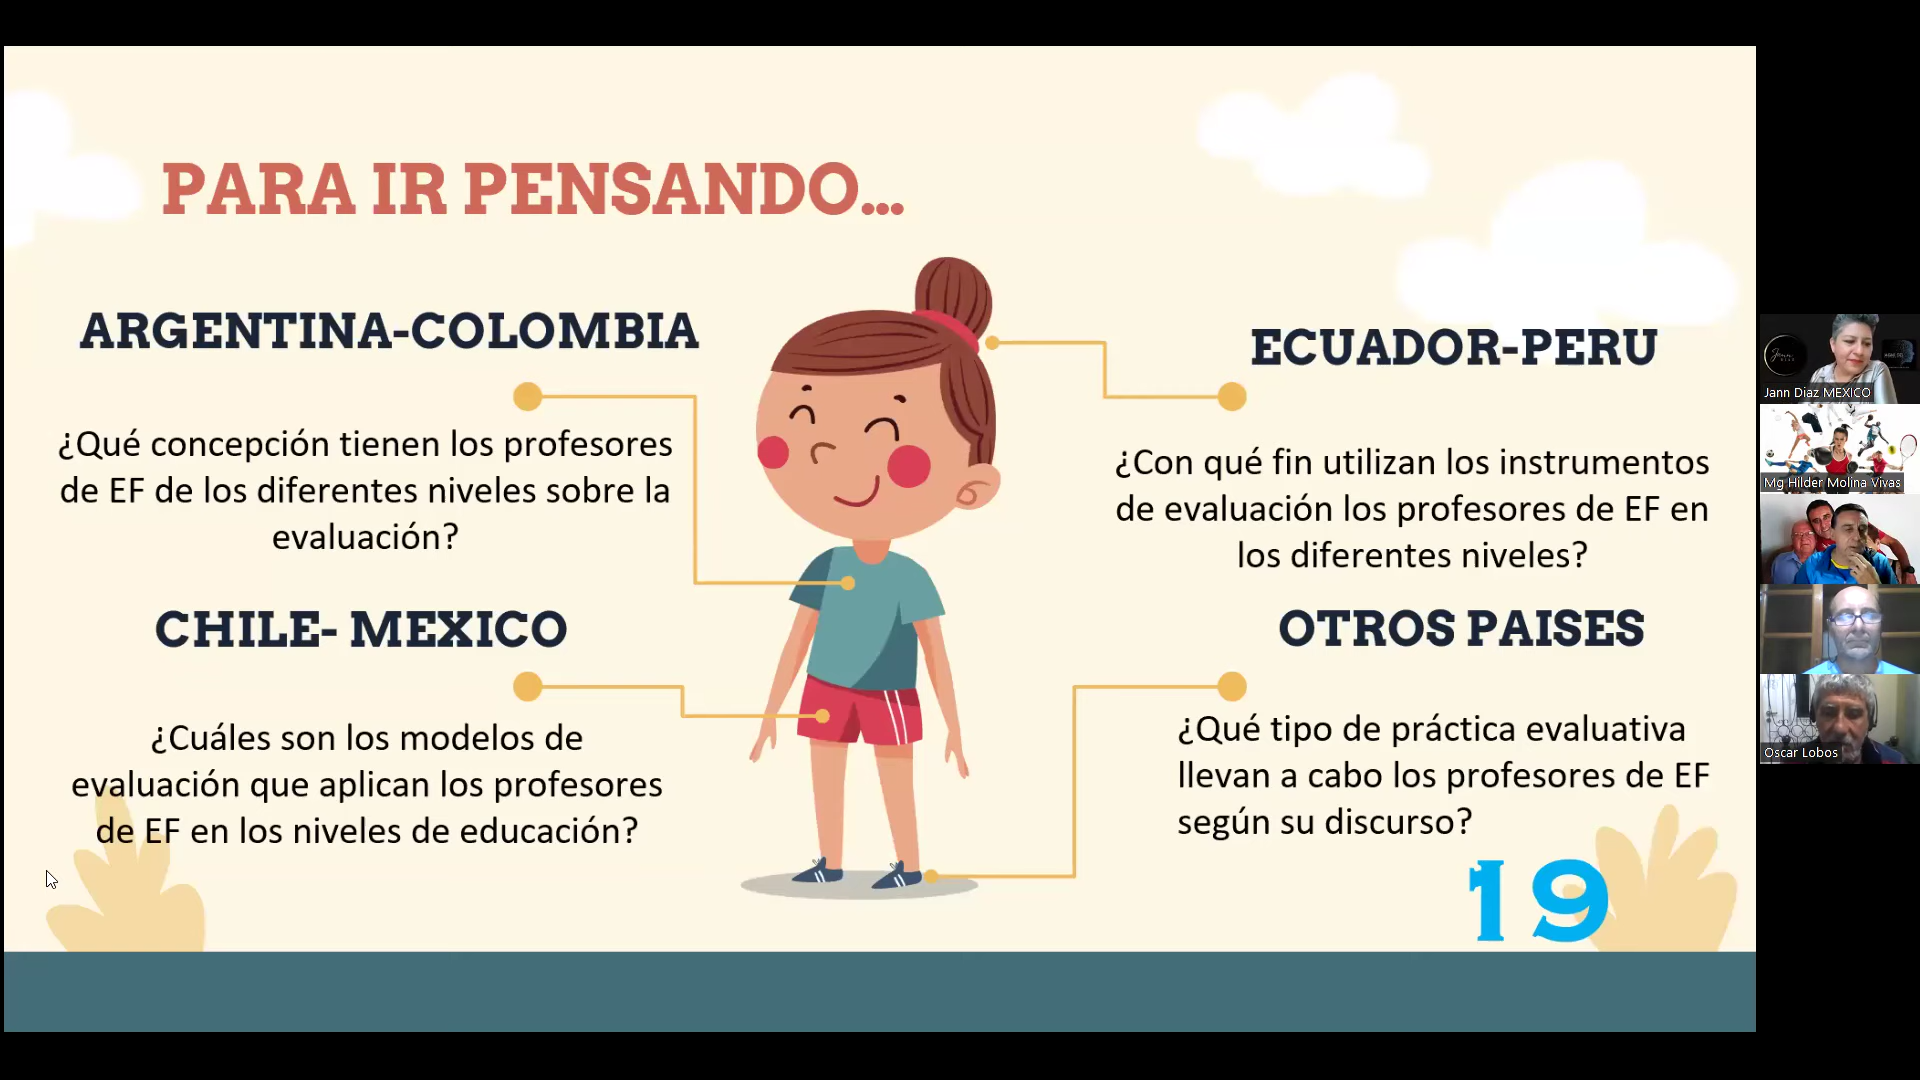 PARA IR PENSANDO...
ARGENTINA-COLOMBIA
¿Qué concepción tienen los profesores
de EF de los diferentes niveles sobre la
evaluación?
ECUADOR-PERU
¿Con qué fin utilizan los instrumentos
de evaluación los profesores de EF en
los diferentes niveles?
CHILE- MEXICO
¿Cuáles son los modelos de
evaluación que aplican los profesores
de EF en los niveles de educación?
OTROS PAISES
¿Qué tipo de práctica evaluativa
llevan a cabo los profesores de EF
según su discurso?
19
Jann Diaz MEXICO
Mg Hilder Molina Vivas
Oscar Lobos